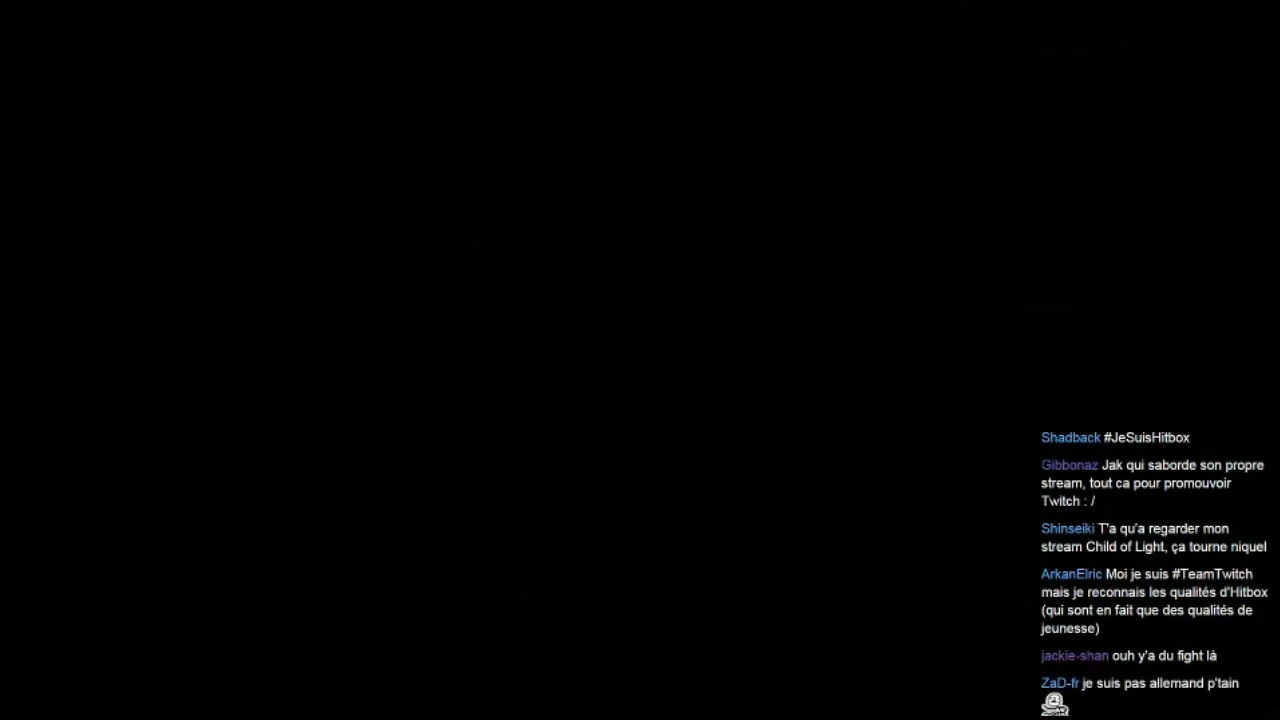 Shadback #JeSuisHitbox
Gibbonaz Jak qui saborde son propre
stream, tout ca pour promouvoir
Twitch : /
Shinseiki T'a qu'a regarder mon
stream Child of Light, ça tourne niquel
ArkanElric Moi je suis #TeamTwitch
mais je reconnais les qualités d'Hitbox
(qui sont en fait que des qualités de
jeunesse)
jackie-shan ouh y'a du fight là
ZaD-fr je suis pas allemand p'tain